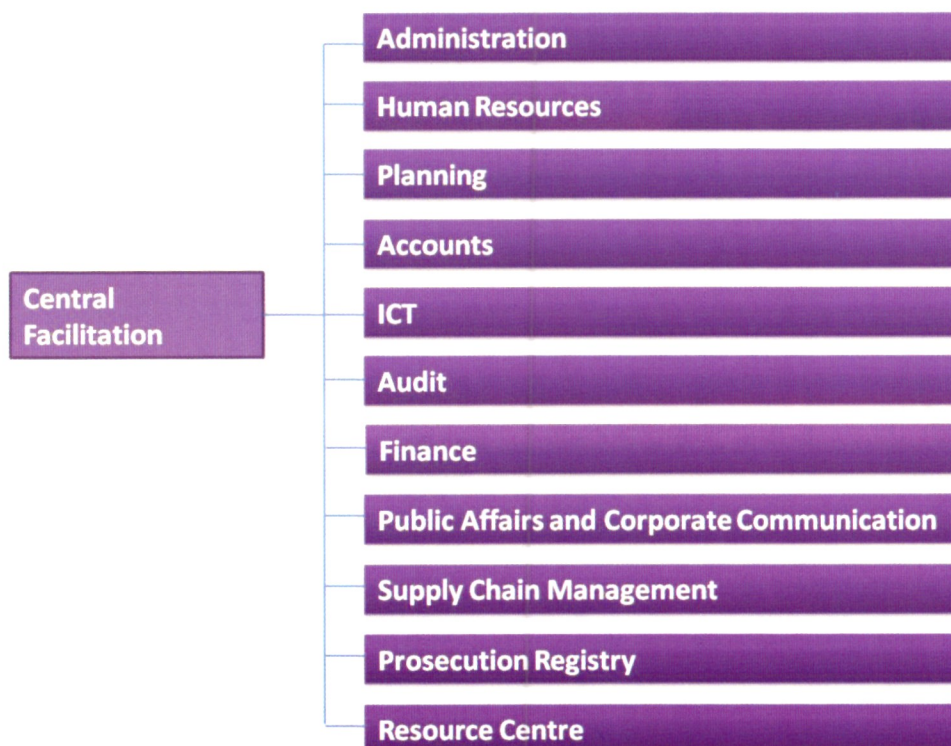 Administration
Human Resources
Planning
Accounts
Central
Facilitation
ICT
Audit
Finance
Public Affairs and Corporate Communication
Supply Chain Management
Prosecution Registry
Resource Centre